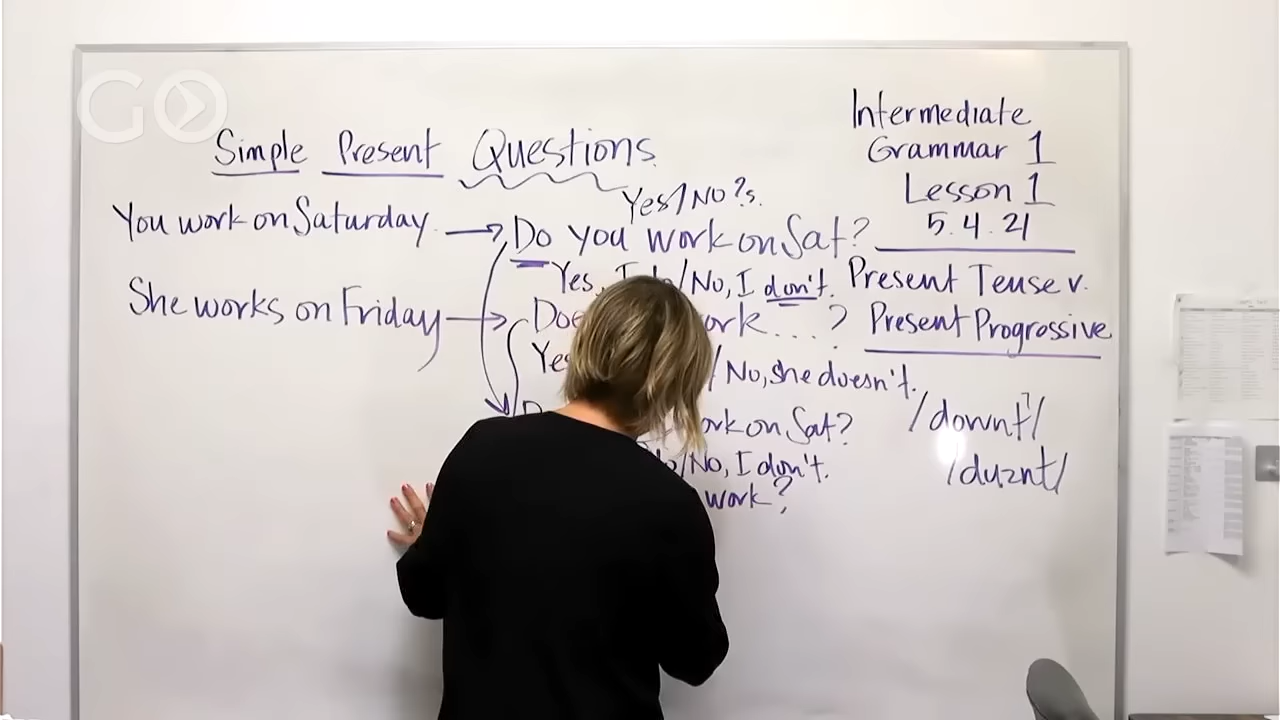 GO
Simple Present Questions
Yes/No ?s.
You work on Saturday. → Do you work on Sat?
Yes, I do/No, I don't.
She works on Friday → work....?
Yes / No, she doesn't.
work on Sat?
/No, I don't.
work?
Intermediate
Grammar 1
Lesson 1
5.4.21
Present Tense v.
Present Progressive
/downt/
/duznt/